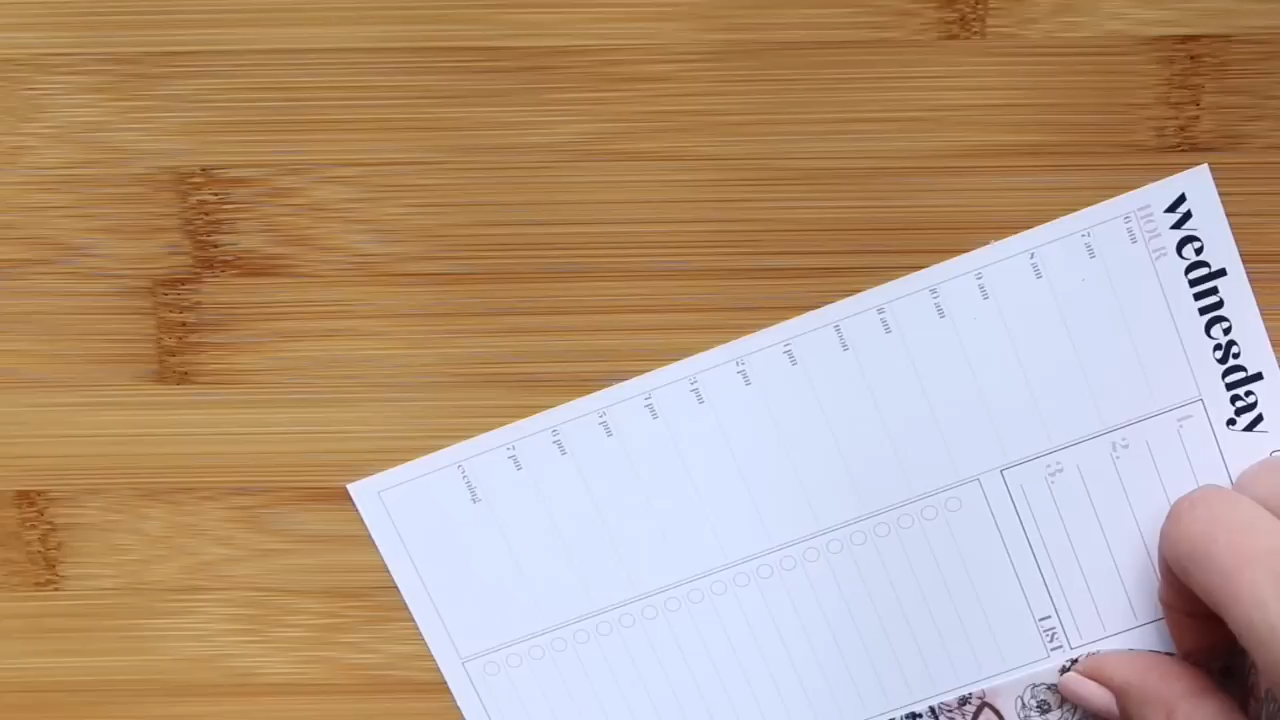 wednesday
HOUR
6 am
7 am
8 am
9 am
10 am
11 am
noon
1 pm
2 pm
3 pm
4 pm
5 pm
6 pm
7 pm
evening
1.
2.
3.
LIST